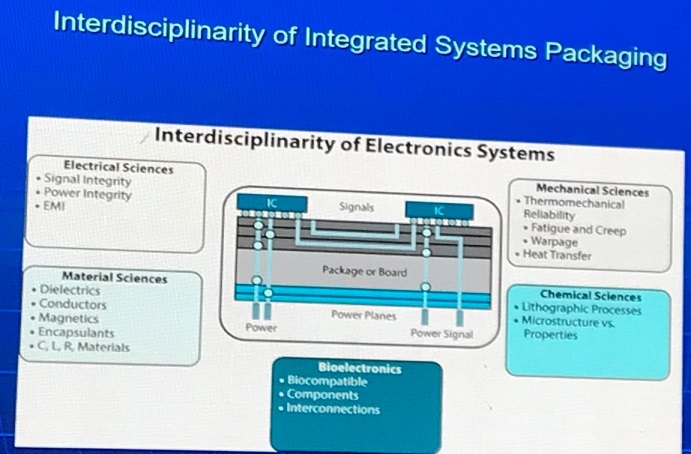 Interdisciplinarity of Integrated Systems Packaging
Interdisciplinarity of Electronics Systems
Electrical Sciences
• Signal Integrity
• Power Integrity
• EMI
Material Sciences
• Dielectrics
• Conductors
• Magnetics
• Encapsulants
• C, L, R, Materials
IC
Signals
IC
Package or Board
Power
Power Planes
Power Signal
Mechanical Sciences
• Thermomechanical
Reliability
• Fatigue and Creep
• Warpage
• Heat Transfer
Chemical Sciences
• Lithographic Processes
• Microstructure vs.
Properties
Bioelectronics
• Biocompatible
• Components
• Interconnections